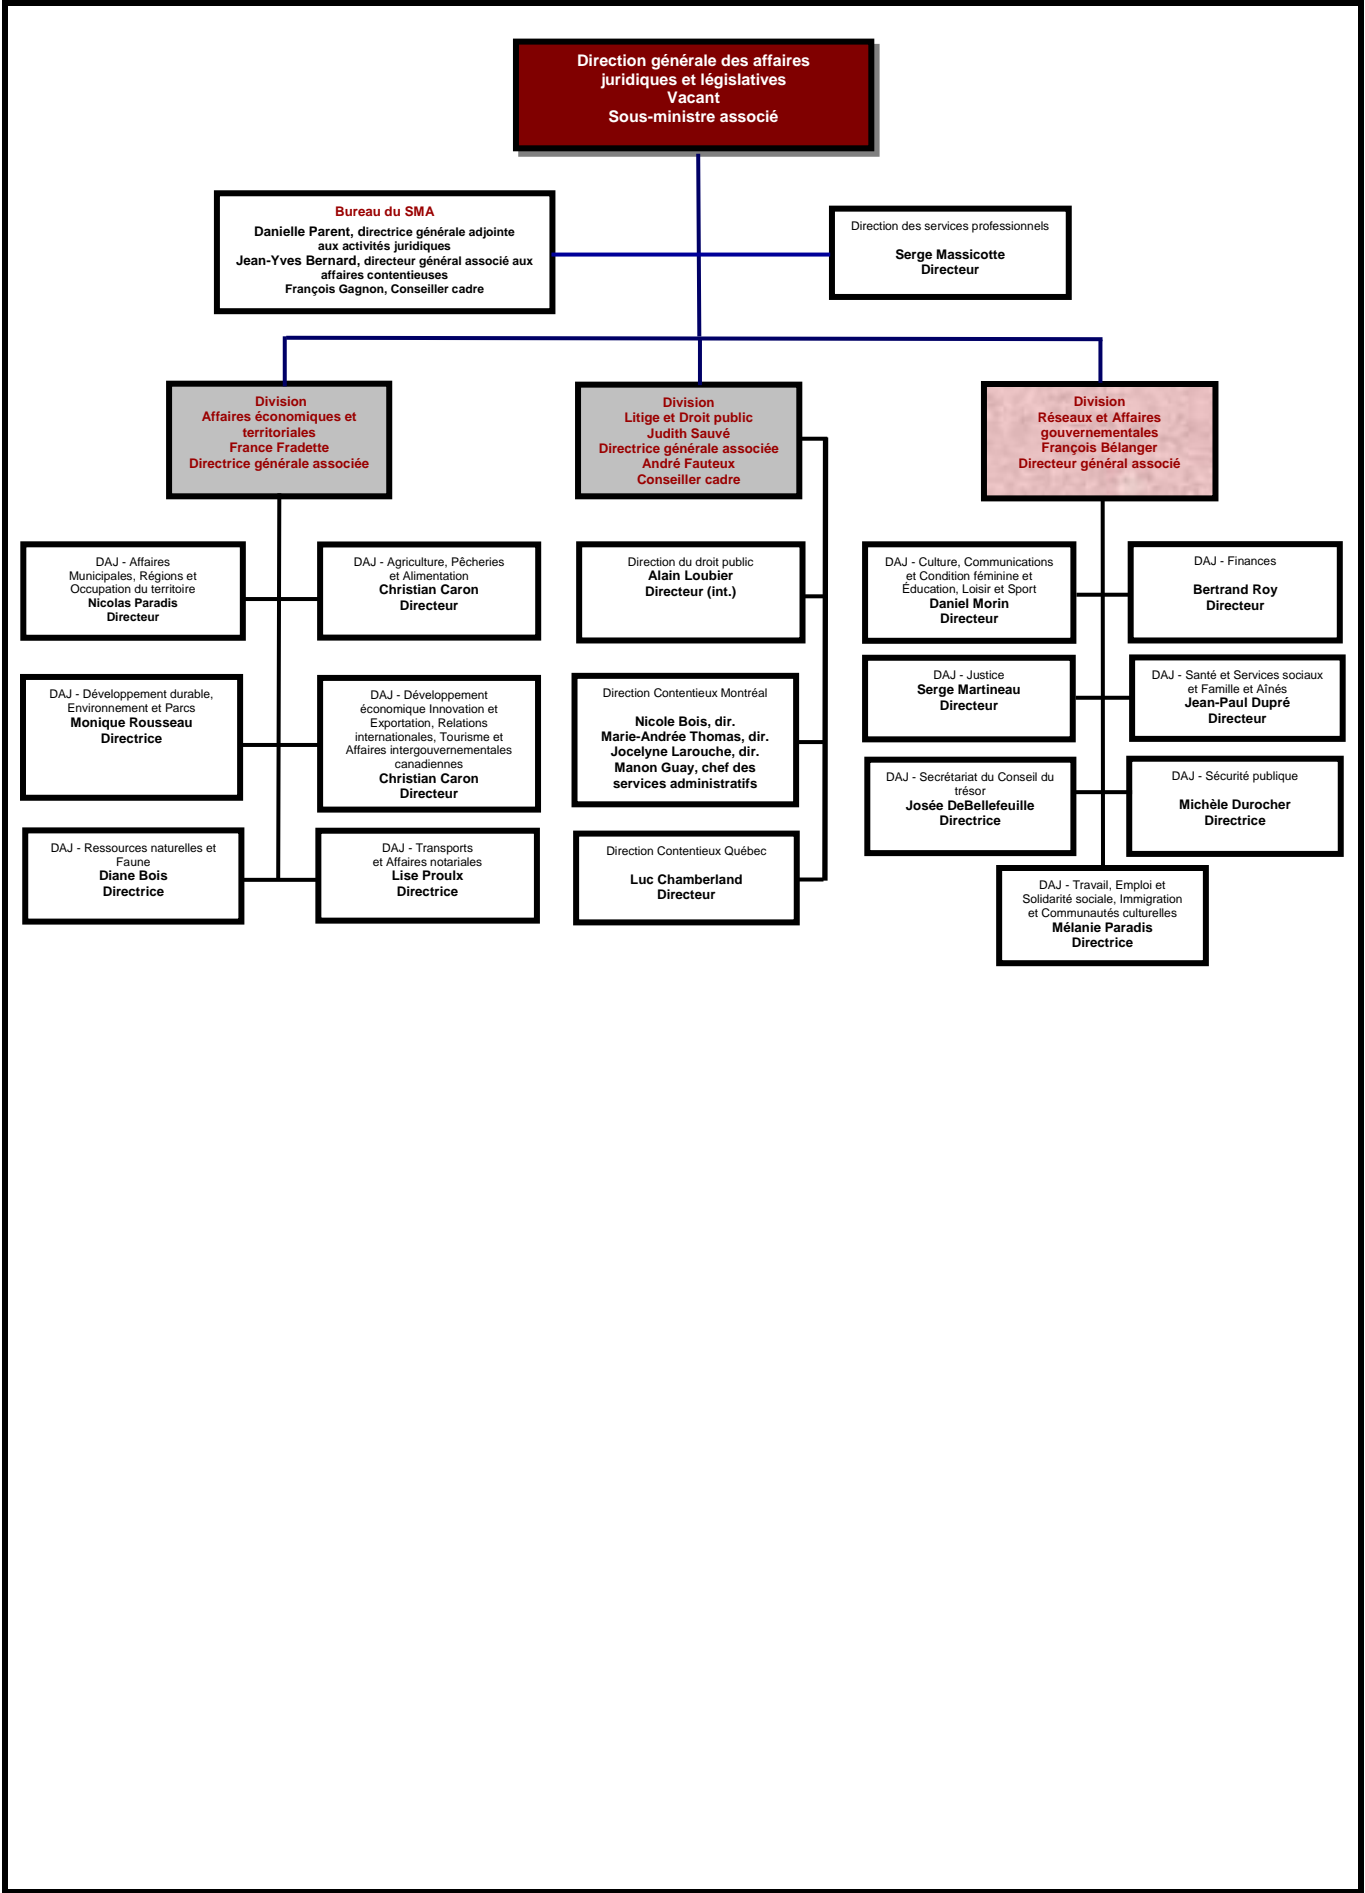 Direction générale des affaires
juridiques et législatives
Vacant
Sous-ministre associé
Bureau du SMA
Danielle Parent, directrice générale adjointe
aux activités juridiques
Jean-Yves Bernard, directeur général associé aux
affaires contentieuses
François Gagnon, Conseiller cadre
Direction des services professionnels
Serge Massicotte
Directeur
Division
Affaires économiques et
territoriales
France Fradette
Directrice générale associée
Division
Litige et Droit public
Judith Sauvé
Directrice générale associée
André Fauteux
Conseiller cadre
Division
Réseaux et Affaires
gouvernementales
François Bélanger
Directeur général associé
DAJ - Affaires
Municipales, Régions et
Occupation du territoire
Nicolas Paradis
Directeur
DAJ - Agriculture, Pêcheries
et Alimentation
Christian Caron
Directeur
Direction du droit public
Alain Loubier
Directeur (int.)
DAJ - Culture, Communications
et Condition féminine et
Éducation, Loisir et Sport
Daniel Morin
Directeur
DAJ - Finances
Bertrand Roy
Directeur
DAJ - Développement durable,
Environnement et Parcs
Monique Rousseau
Directrice
DAJ - Développement
économique Innovation et
Exportation, Relations
internationales, Tourisme et
Affaires intergouvernementales
canadiennes
Christian Caron
Directeur
Direction Contentieux Montréal
Nicole Bois, dir.
Marie-Andrée Thomas, dir.
Jocelyne Larouche, dir.
Manon Guay, chef des
services administratifs
DAJ - Justice
Serge Martineau
Directeur
DAJ - Santé et Services sociaux
et Famille et Aînés
Jean-Paul Dupré
Directeur
DAJ - Secrétariat du Conseil du
trésor
Josée DeBellefeuille
Directrice
DAJ - Sécurité publique
Michèle Durocher
Directrice
DAJ - Ressources naturelles et
Faune
Diane Bois
Directrice
DAJ - Transports
et Affaires notariales
Lise Proulx
Directrice
Direction Contentieux Québec
Luc Chamberland
Directeur
DAJ - Travail, Emploi et
Solidarité sociale, Immigration
et Communautés culturelles
Mélanie Paradis
Directrice